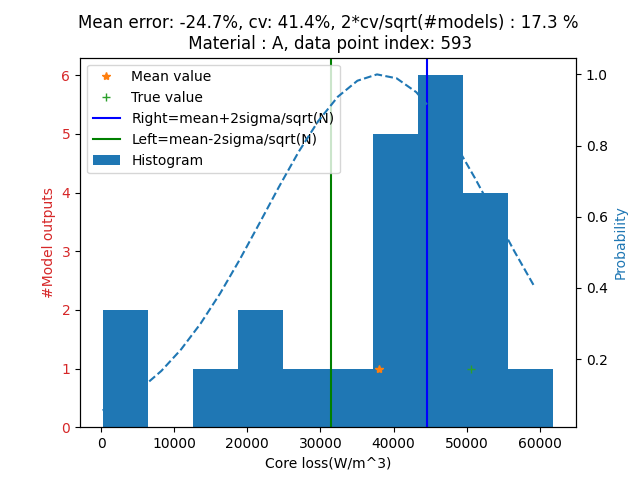 Mean error: -24.7%, cv: 41.4%, 2*cv/sqrt(#models) : 17.3 %
Material : A, data point index: 593
Mean value
True value
Right=mean+2sigma/sqrt(N)
Left=mean-2sigma/sqrt(N)
Histogram
6
5
4
3
2
1
0
#Model outputs
1.0
0.8
0.6
0.4
0.2
Probability
0
10000
20000
30000
40000
50000
60000
Core loss(W/m^3)